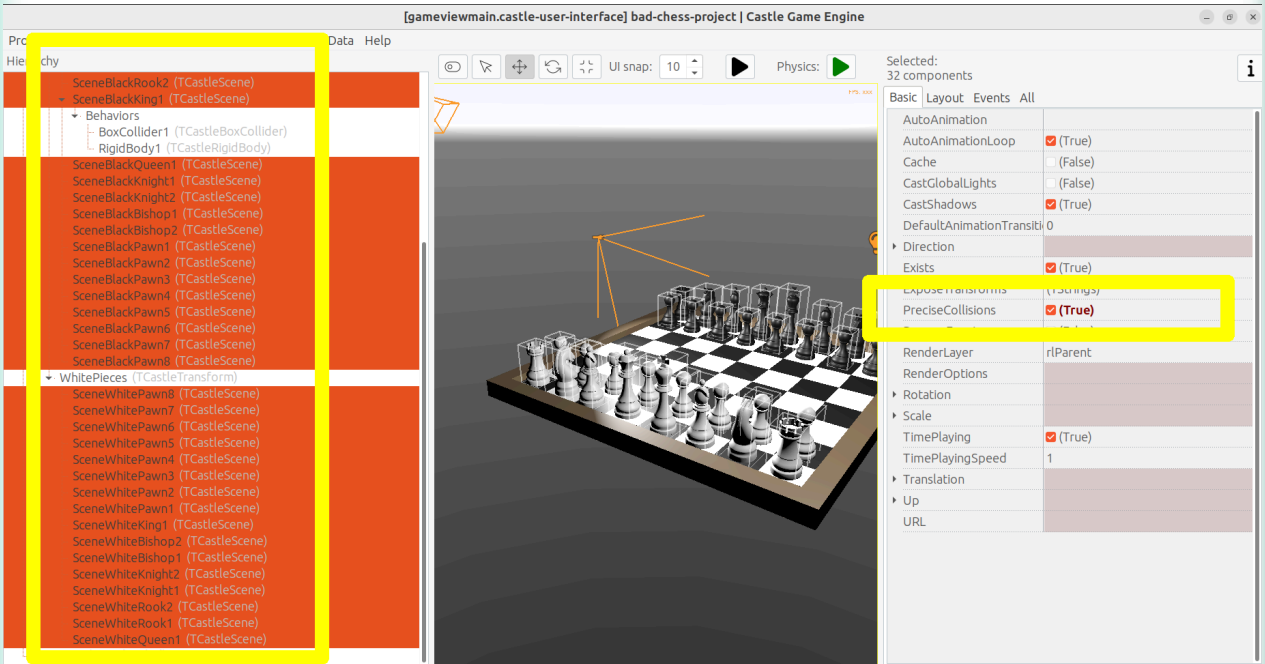 [gameviewmain.castle-user-interface] bad-chess-project | Castle Game Engine
Data Help
Hierarchy
SceneBlackRook2 (TCastleScene)
SceneBlackKing1 (TCastleScene)
Behaviors
BoxCollider1 (TCastleBoxCollider)
RigidBody1 (TCastleRigidBody)
SceneBlackQueen1 (TCastleScene)
SceneBlackKnight1 (TCastleScene)
SceneBlackKnight2 (TCastleScene)
SceneBlackBishop1 (TCastleScene)
SceneBlackBishop2 (TCastleScene)
SceneBlackPawn1 (TCastleScene)
SceneBlackPawn2 (TCastleScene)
SceneBlackPawn3 (TCastleScene)
SceneBlackPawn4 (TCastleScene)
SceneBlackPawn5 (TCastleScene)
SceneBlackPawn6 (TCastleScene)
SceneBlackPawn7 (TCastleScene)
SceneBlackPawn8 (TCastleScene)
WhitePieces (TCastleTransform)
SceneWhitePawn8 (TCastleScene)
SceneWhitePawn7 (TCastleScene)
SceneWhitePawn6 (TCastleScene)
SceneWhitePawn5 (TCastleScene)
SceneWhitePawn4 (TCastleScene)
SceneWhitePawn3 (TCastleScene)
SceneWhitePawn2 (TCastleScene)
SceneWhitePawn1 (TCastleScene)
SceneWhiteKing1 (TCastleScene)
SceneWhiteBishop2 (TCastleScene)
SceneWhiteBishop1 (TCastleScene)
SceneWhiteKnight2 (TCastleScene)
SceneWhiteKnight1 (TCastleScene)
SceneWhiteRook2 (TCastleScene)
SceneWhiteRook1 (TCastleScene)
SceneWhiteQueen1 (TCastleScene)
UI snap: 10 Physics:
FPS: xxx
Selected:
32 components
i
Basic Layout Events All
AutoAnimation
AutoAnimationLoop (True)
Cache (False)
CastGlobalLights (False)
CastShadows (True)
DefaultAnimationTransiti 0
Direction
Exists (True)
ExposeTransforms (TStrings)
PreciseCollisions (True)
RenderLayer rlParent
RenderOptions
Rotation
Scale
TimePlaying (True)
TimePlayingSpeed 1
Translation
Up
URL